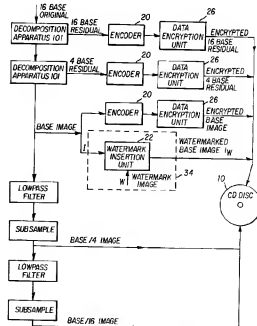 16 BASE
ORIGINAL
DECOMPOSITION
APPARATUS 101
16 BASE
RESIDUAL
20
ENCODER
26
DATA
ENCRYPTION
UNIT
ENCRYPTED
16 BASE
RESIDUAL
DECOMPOSITION
APPARATUS 101
4 BASE
RESIDUAL
20
ENCODER
26
DATA
ENCRYPTION
UNIT
ENCRYPTED
4 BASE
RESIDUAL
20
ENCODER
26
DATA
ENCRYPTION
UNIT
ENCRYPTED
BASE
IMAGE
BASE IMAGE
I
22
WATERMARK
INSERTION
UNIT
WATERMARKED
BASE IMAGE IW
34
W
WATERMARK
IMAGE
10
CD DISC
LOWPASS
FILTER
SUBSAMPLE
BASE/4 IMAGE
LOWPASS
FILTER
SUBSAMPLE
BASE/16 IMAGE